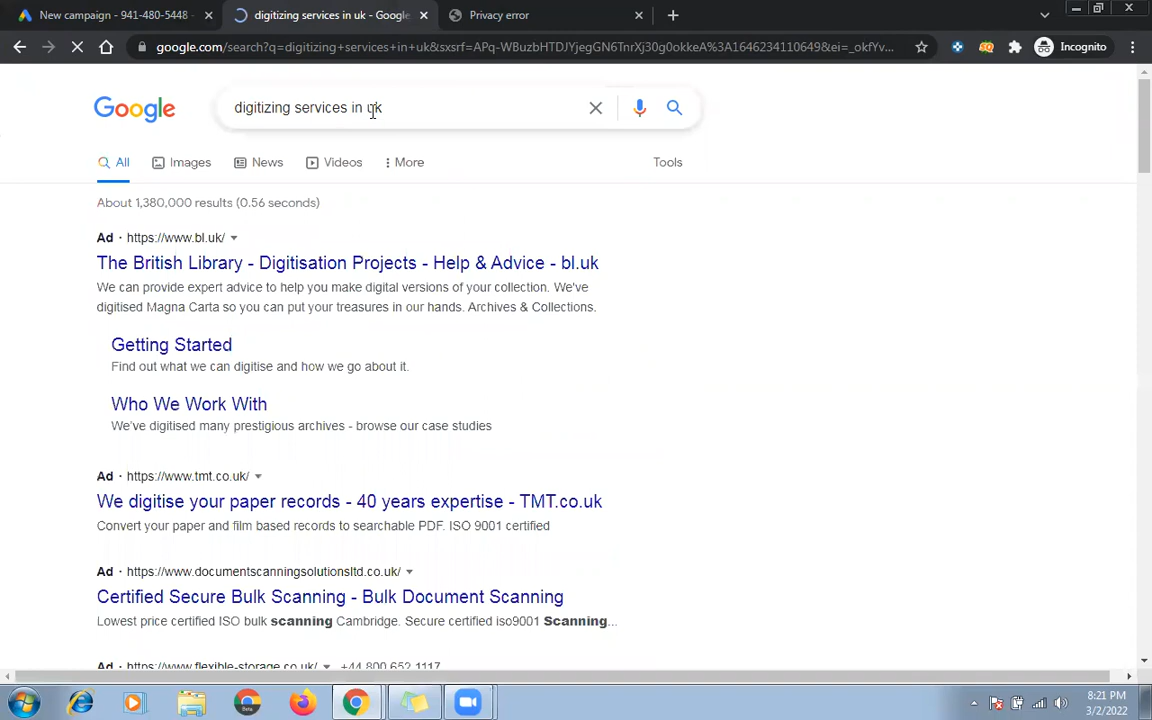 New campaign - 941-480-5448 -
digitizing services in uk - Google
Privacy error
google.com/search?q=digitizing+services+in+uk&sxsrf=APq-WBuzbHTDJYjegGN6TnrXj30g0okkeA%3A1646234110649&ei=_okfYv...
Incognito
Google
digitizing services in uk
All
Images
News
Videos
More
Tools
About 1,380,000 results (0.56 seconds)
Ad · https://www.bl.uk/
The British Library - Digitisation Projects - Help & Advice - bl.uk
We can provide expert advice to help you make digital versions of your collection. We've
digitised Magna Carta so you can put your treasures in our hands. Archives & Collections.
Getting Started
Find out what we can digitise and how we go about it.
Who We Work With
We've digitised many prestigious archives - browse our case studies
Ad · https://www.tmt.co.uk/
We digitise your paper records - 40 years expertise - TMT.co.uk
Convert your paper and film based records to searchable PDF. ISO 9001 certified
Ad · https://www.documentscanningsolutionsltd.co.uk/
Certified Secure Bulk Scanning - Bulk Document Scanning
Lowest price certified ISO bulk scanning Cambridge. Secure certified iso9001 Scanning...
Ad · https://www.flexible-storage.co.uk/ +44 800 652 1117
Beta
8:21 PM
3/2/2022